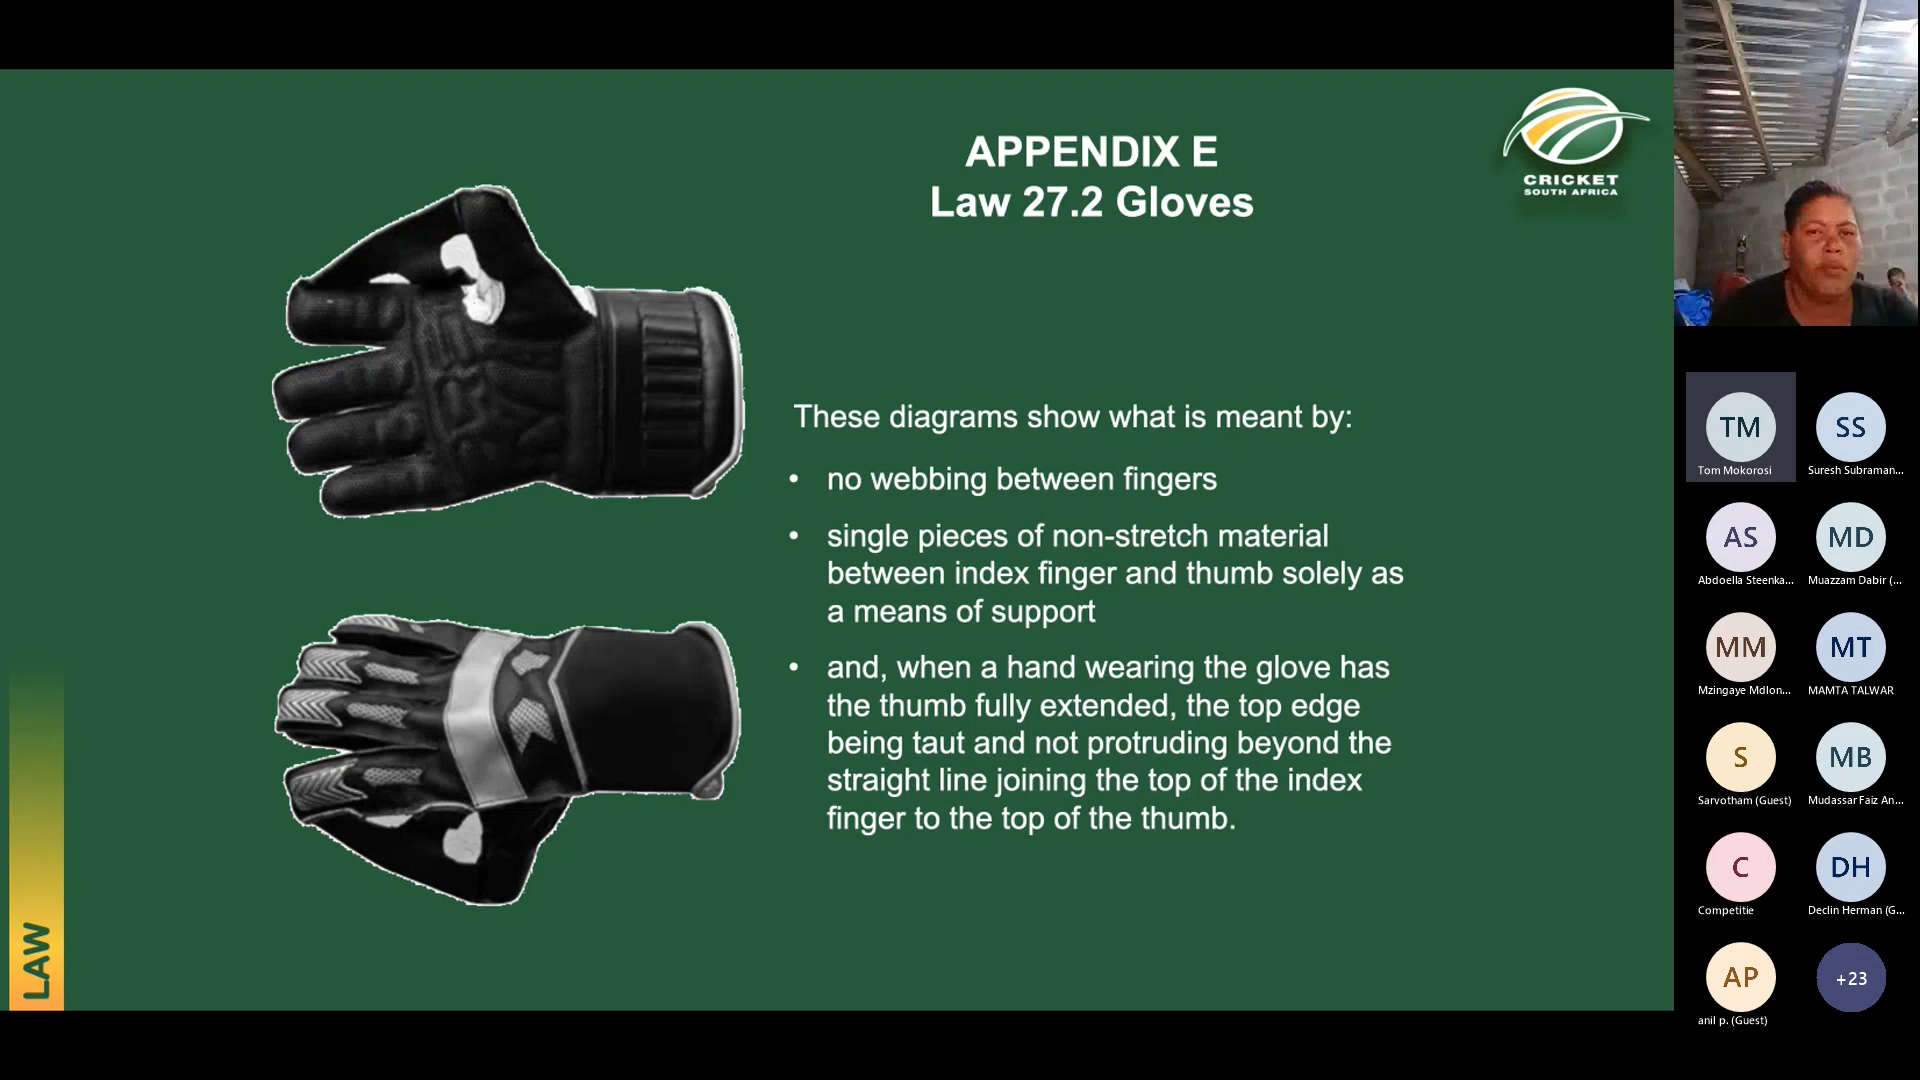 APPENDIX E
Law 27.2 Gloves
CRICKET
SOUTH AFRICA
These diagrams show what is meant by:
• no webbing between fingers
• single pieces of non-stretch material
between index finger and thumb solely as
a means of support
• and, when a hand wearing the glove has
the thumb fully extended, the top edge
being taut and not protruding beyond the
straight line joining the top of the index
finger to the top of the thumb.
LAW
TM
Tom Mokorosi
SS
Suresh Subraman...
AS
Abdoella Steenka...
MD
Muazzam Dabir (...
MM
Mzingaye Mdlon...
MT
MAMTA TALWAR
S
Sarvotham (Guest)
MB
Mudassar Faiz An...
C
Competitie
DH
Declin Herman (G...
AP
anil p. (Guest)
+23